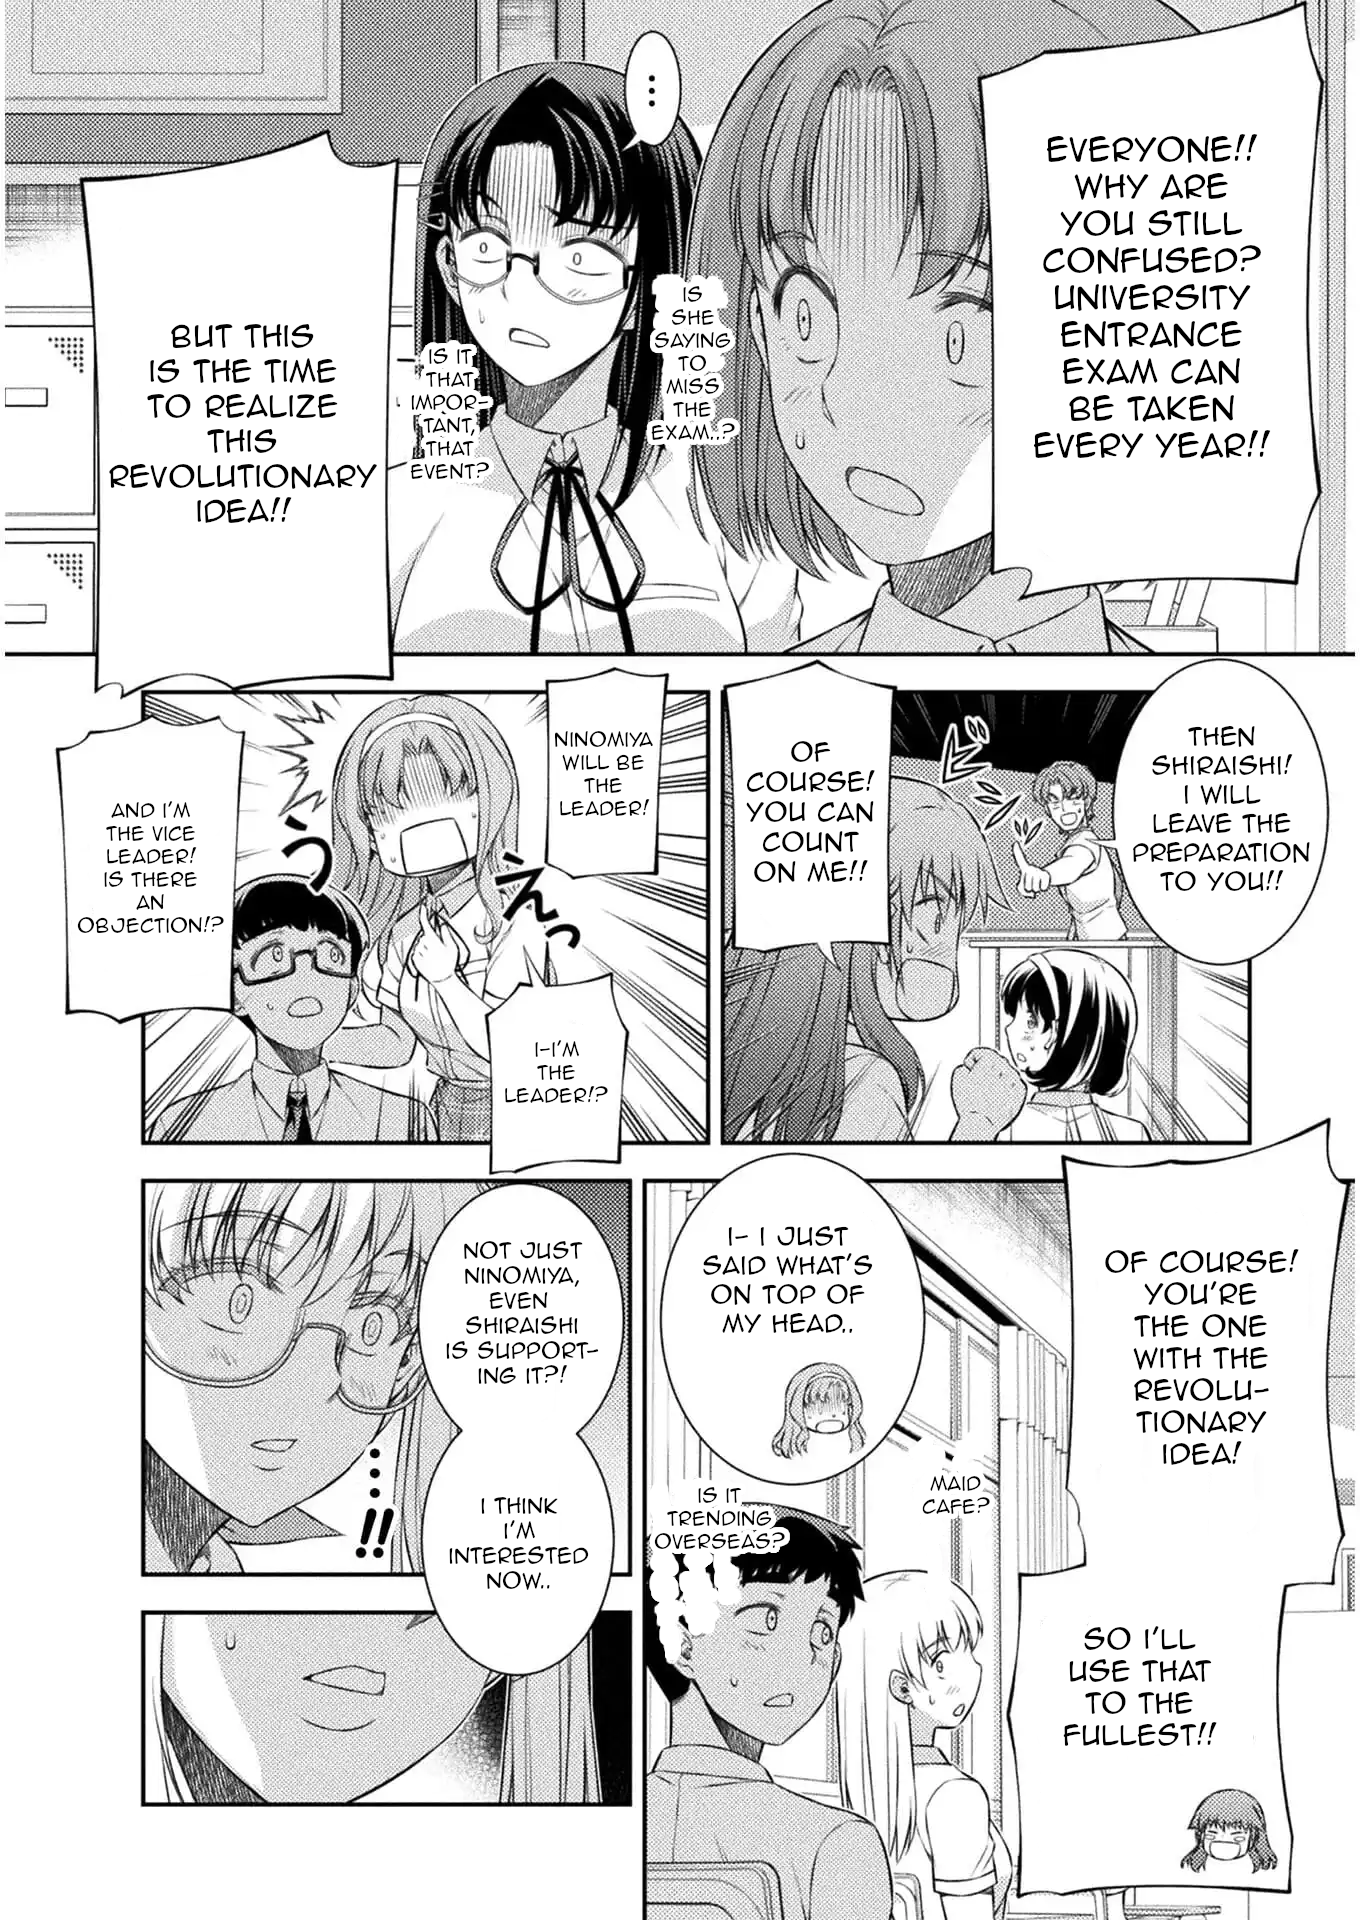 EVERYONE!!
WHY ARE
YOU STILL
CONFUSED?
UNIVERSITY
ENTRANCE
EXAM CAN
BE TAKEN
EVERY YEAR!!
...
IS
SHE
SAYING
TO
MISS
THE
EXAM..?
IS IT
THAT
IMPOR-
TANT,
THAT
EVENT?
BUT THIS
IS THE TIME
TO REALIZE
THIS
REVOLUTIONARY
IDEA!!
THEN
SHIRAISHI!
I WILL
LEAVE THE
PREPARATION
TO YOU!!
OF
COURSE!
YOU CAN
COUNT
ON ME!!
NINOMIYA
WILL BE
THE
LEADER!
うぇっ
I-I'M
THE
LEADER!?
AND I'M
THE VICE
LEADER!
IS THERE
AN
OBJECTION!?
OF COURSE!
YOU'RE
THE ONE
WITH THE
REVOLU-
TIONARY
IDEA!
I- I JUST
SAID WHAT'S
ON TOP OF
MY HEAD..
SO I'LL
USE THAT
TO THE
FULLEST!!
MAID
CAFE?
IS IT
TRENDING
OVERSEAS?
NOT JUST
NINOMIYA,
EVEN
SHIRAISHI
IS SUPPORT-
ING IT?!
I THINK
I'M
INTERESTED
NOW..
...!!